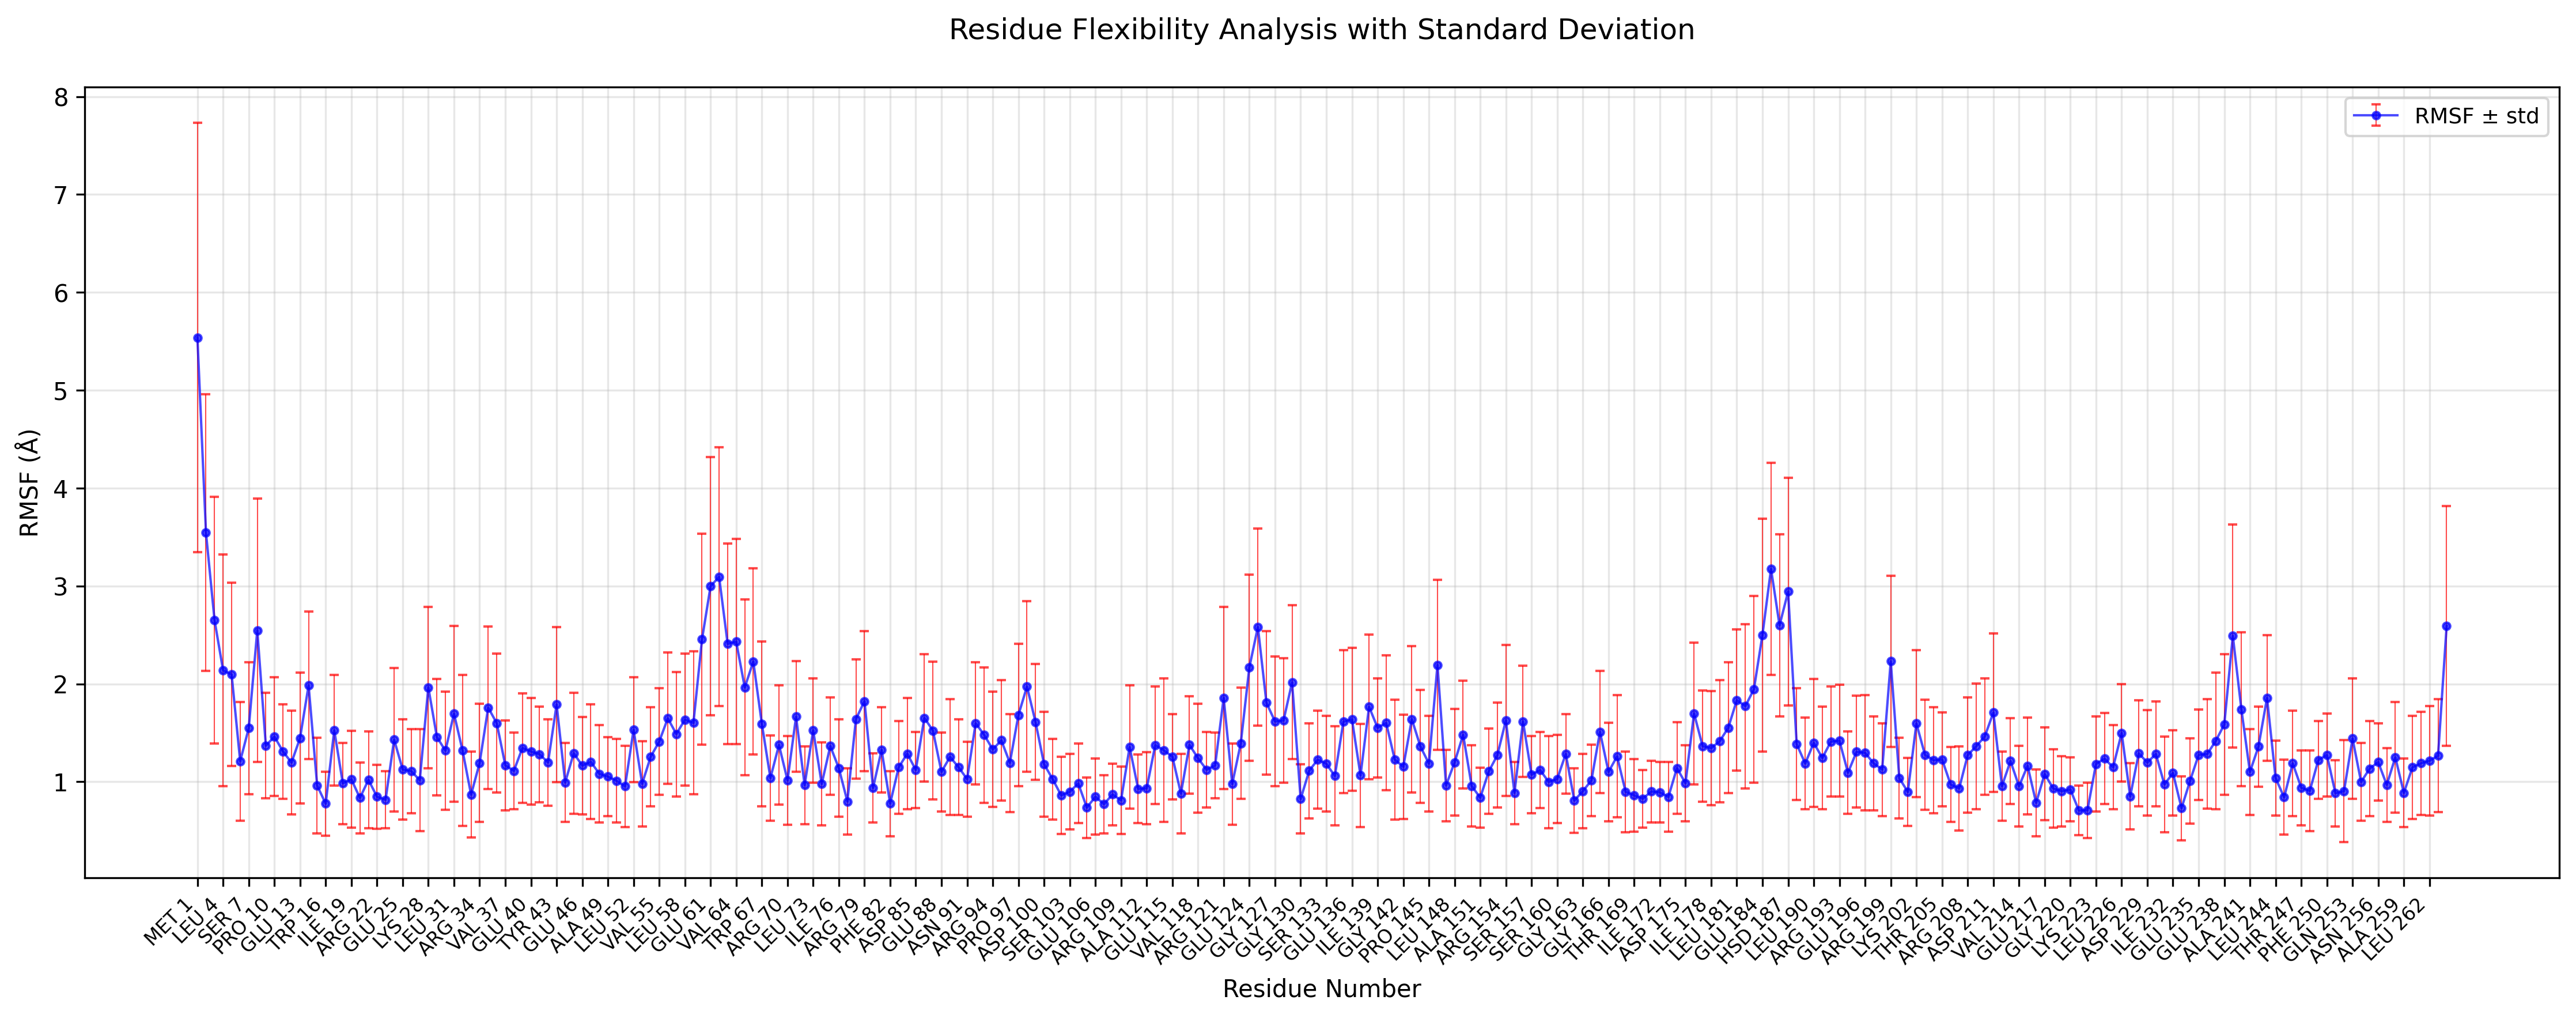 Residue Flexibility Analysis with Standard Deviation
RMSF ± std
RMSF (Å)
8
7
6
5
4
3
2
1
MET 1
LEU 4
SER 7
PRO 10
GLU 13
TRP 16
ILE 19
ARG 22
GLU 25
LYS 28
LEU 31
ARG 34
VAL 37
GLU 40
TYR 43
GLU 46
ALA 49
LEU 52
VAL 55
LEU 58
GLU 61
VAL 64
TRP 67
ARG 70
LEU 73
ILE 76
ARG 79
PHE 82
ASP 85
GLU 88
ASN 91
ARG 94
PRO 97
ASP 100
SER 103
GLU 106
ARG 109
ALA 112
GLU 115
VAL 118
ARG 121
GLU 124
GLY 127
GLY 130
SER 133
GLU 136
ILE 139
GLY 142
PRO 145
LEU 148
ALA 151
ARG 154
SER 157
SER 160
GLY 163
GLY 166
THR 169
ILE 172
ASP 175
ILE 178
LEU 181
GLU 184
HSD 187
LEU 190
ARG 193
GLU 196
ARG 199
LYS 202
THR 205
ARG 208
ASP 211
VAL 214
GLU 217
GLY 220
LYS 223
LEU 226
ASP 229
ILE 232
GLU 235
GLU 238
ALA 241
LEU 244
THR 247
PHE 250
GLN 253
ASN 256
ALA 259
LEU 262
Residue Number